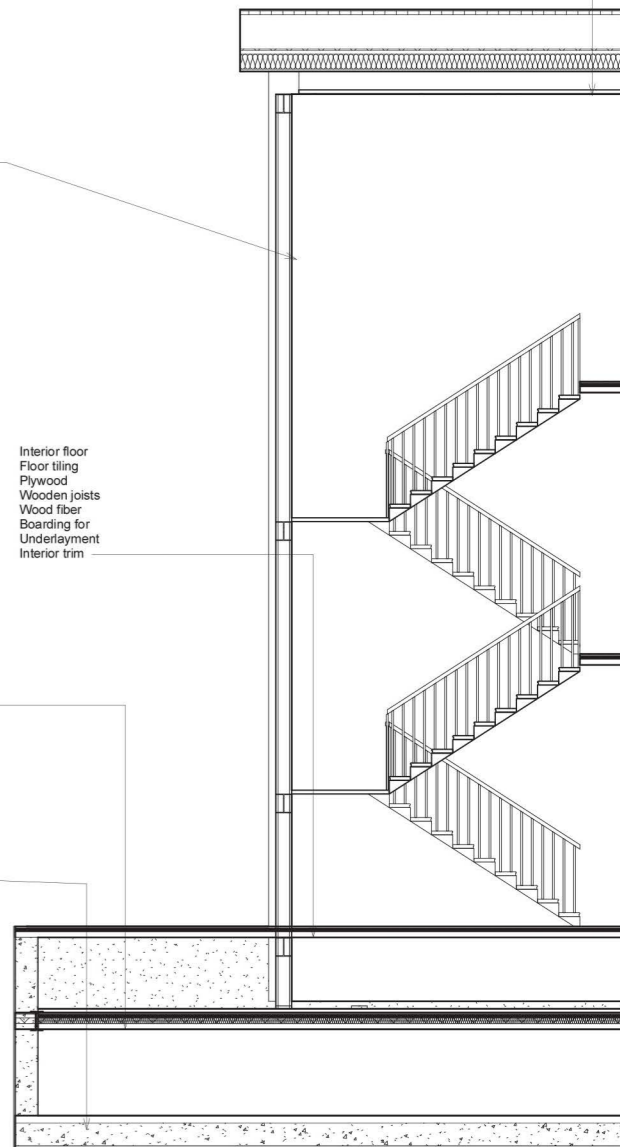 Interior floor
Floor tiling
Plywood
Wooden joists
Wood fiber
Boarding for
Underlayment
Interior trim